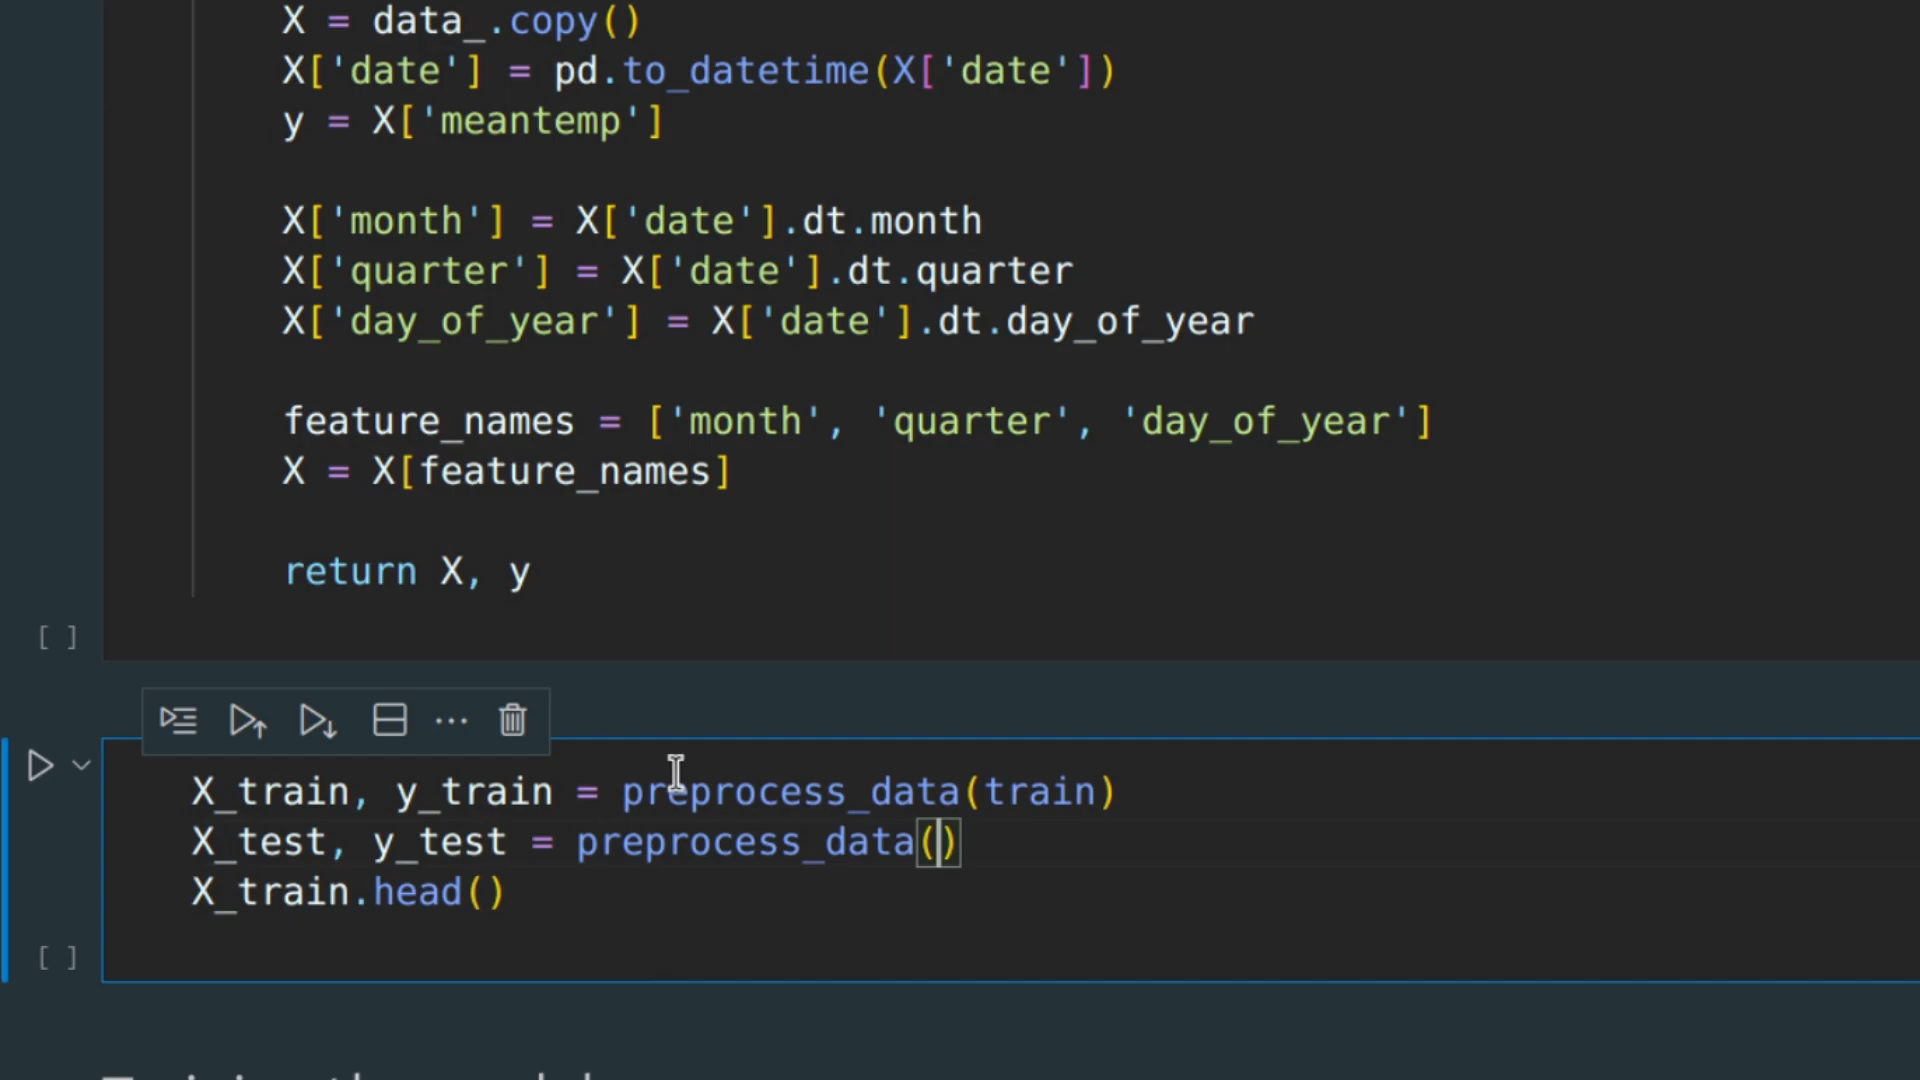 X = data_.copy()
X['date'] = pd.to_datetime(X['date'])
y = X['meantemp']
X['month'] = X['date'].dt.month
X['quarter'] = X['date'].dt.quarter
X['day_of_year'] = X['date'].dt.day_of_year
feature_names = ['month', 'quarter', 'day_of_year']
X = X[feature_names]
return X, y
[ ]
X_train, y_train = preprocess_data(train)
X_test, y_test = preprocess_data()
X_train.head()
[ ]